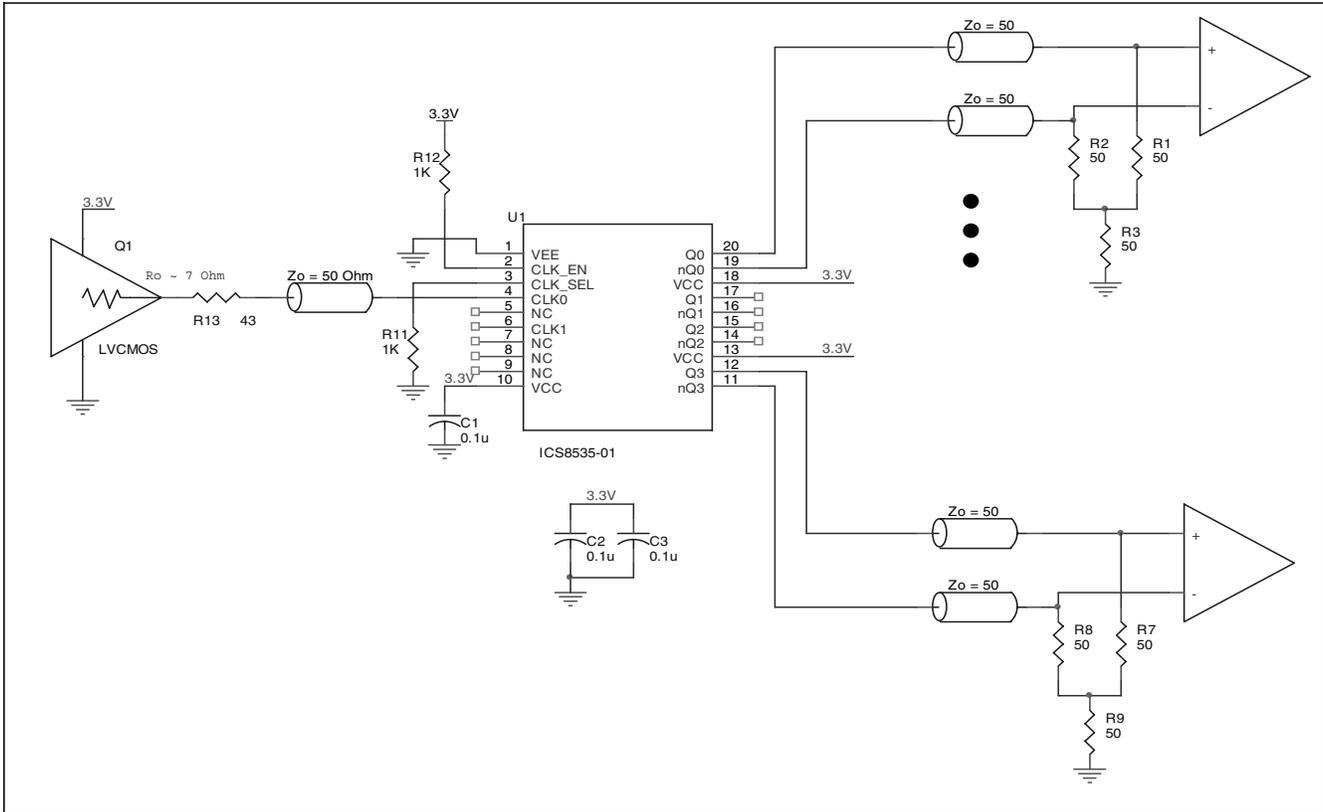 Zo = 50
+
Zo = 50
-
R2
50
R1
50
R3
50
3.3V
R12
1K
3.3V
Q1
Ro ~ 7 Ohm
R13 43
LVCMOS
Zo = 50 Ohm
R11
1K
U1
1 VEE
2 CLK_EN
3 CLK_SEL
4 CLK0
5 NC
6 CLK1
7 NC
8 NC
9 NC
10 VCC
Q0 20
nQ0 19
VCC 18 3.3V
Q1 17
nQ1 16
Q2 15
nQ2 14
VCC 13 3.3V
Q3 12
nQ3 11
3.3V
C1
0.1u
ICS8535-01
3.3V
C2
0.1u
C3
0.1u
Zo = 50
+
Zo = 50
-
R8
50
R7
50
R9
50